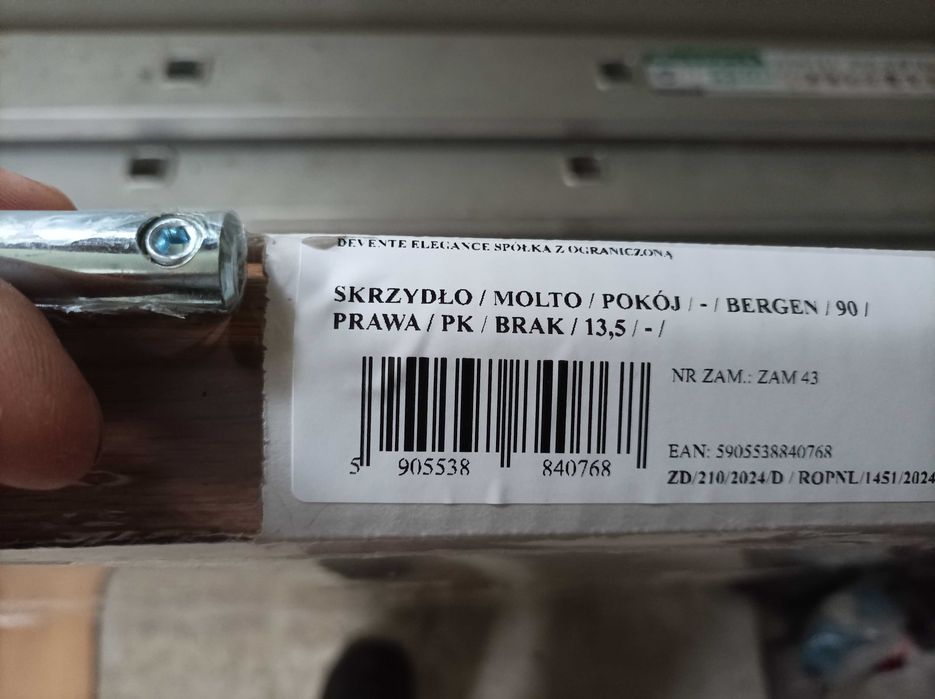 DEVENTE ELEGANCE SPÓŁKA Z OGRANICZONĄ
SKRZYDŁO / MOLTO / POKÓJ / - / BERGEN / 90 /
PRAWA / PK / BRAK / 13,5 / - /
NR ZAM.: ZAM 43
5 905538 840768
EAN: 5905538840768
ZD/210/2024/D / ROPNL/1451/2024